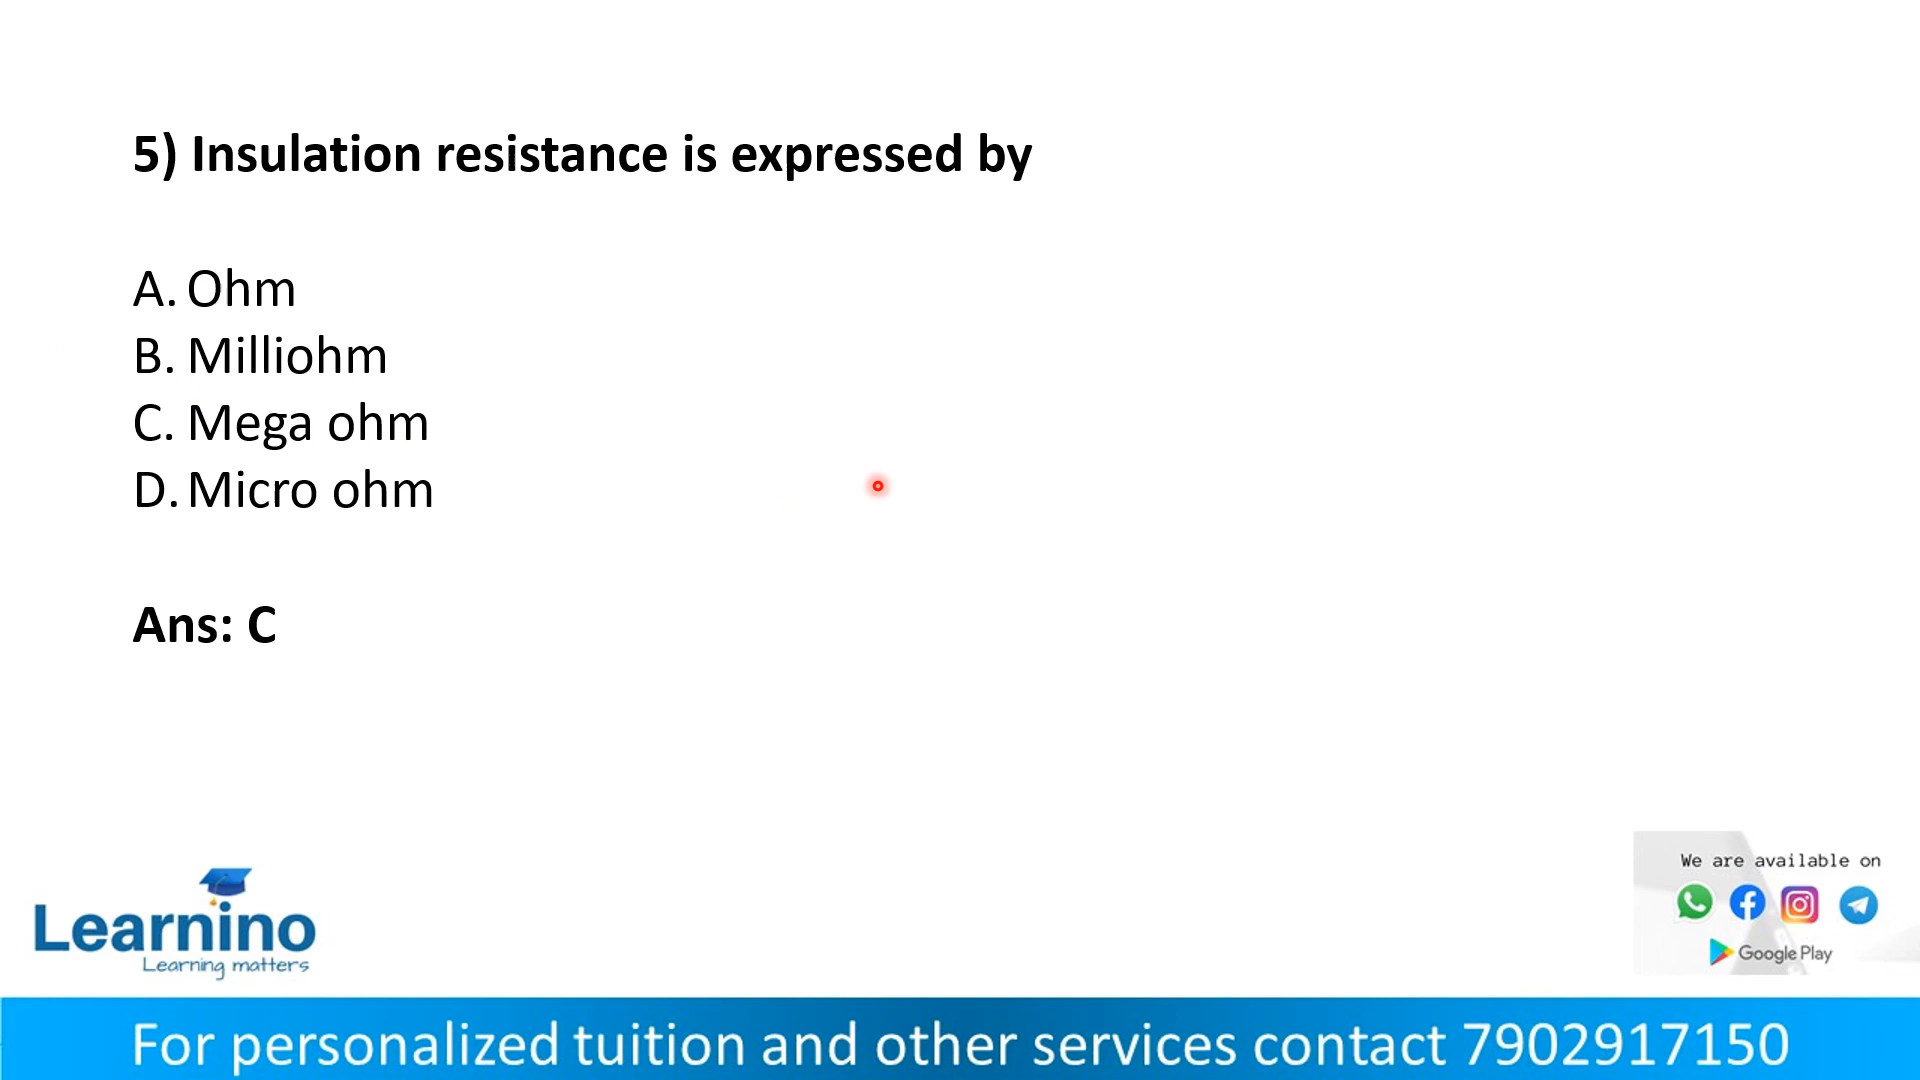 5) Insulation resistance is expressed by
A. Ohm
B. Milliohm
C. Mega ohm
D. Micro ohm
Ans: C
Learnino
Learning matters
We are available on
Google Play
For personalized tuition and other services contact 7902917150